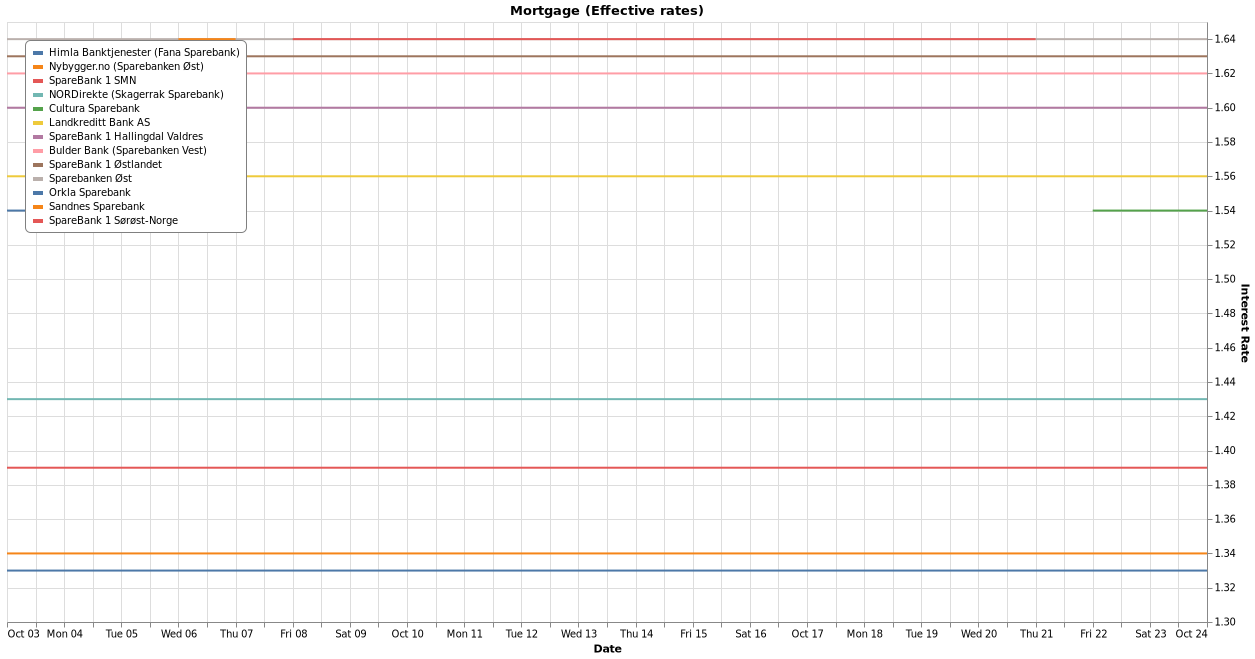 Mortgage (Effective rates)
Himla Banktjenester (Fana Sparebank)
Nybygger.no (Sparebanken Øst)
SpareBank 1 SMN
NORDirekte (Skagerrak Sparebank)
Cultura Sparebank
Landkreditt Bank AS
SpareBank 1 Hallingdal Valdres
Bulder Bank (Sparebanken Vest)
SpareBank 1 Østlandet
Sparebanken Øst
Orkla Sparebank
Sandnes Sparebank
SpareBank 1 Sørøst-Norge
1.64
1.62
1.60
1.58
1.56
1.54
1.52
1.50
1.48
1.46
1.44
1.42
1.40
1.38
1.36
1.34
1.32
1.30
Interest Rate
Oct 03 Mon 04 Tue 05 Wed 06 Thu 07 Fri 08 Sat 09 Oct 10 Mon 11 Tue 12 Wed 13 Thu 14 Fri 15 Sat 16 Oct 17 Mon 18 Tue 19 Wed 20 Thu 21 Fri 22 Sat 23 Oct 24
Date